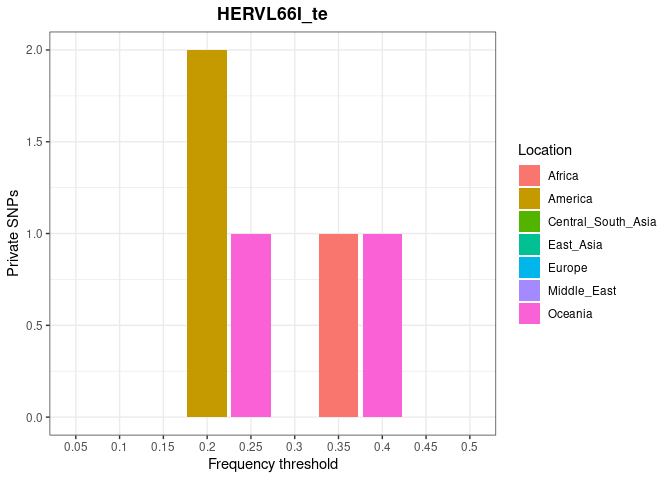 HERVL66I_te
2.0
1.5
1.0
0.5
0.0
Private SNPs
0.05 0.1 0.15 0.2 0.25 0.3 0.35 0.4 0.45 0.5
Frequency threshold
Location
Africa
America
Central_South_Asia
East_Asia
Europe
Middle_East
Oceania